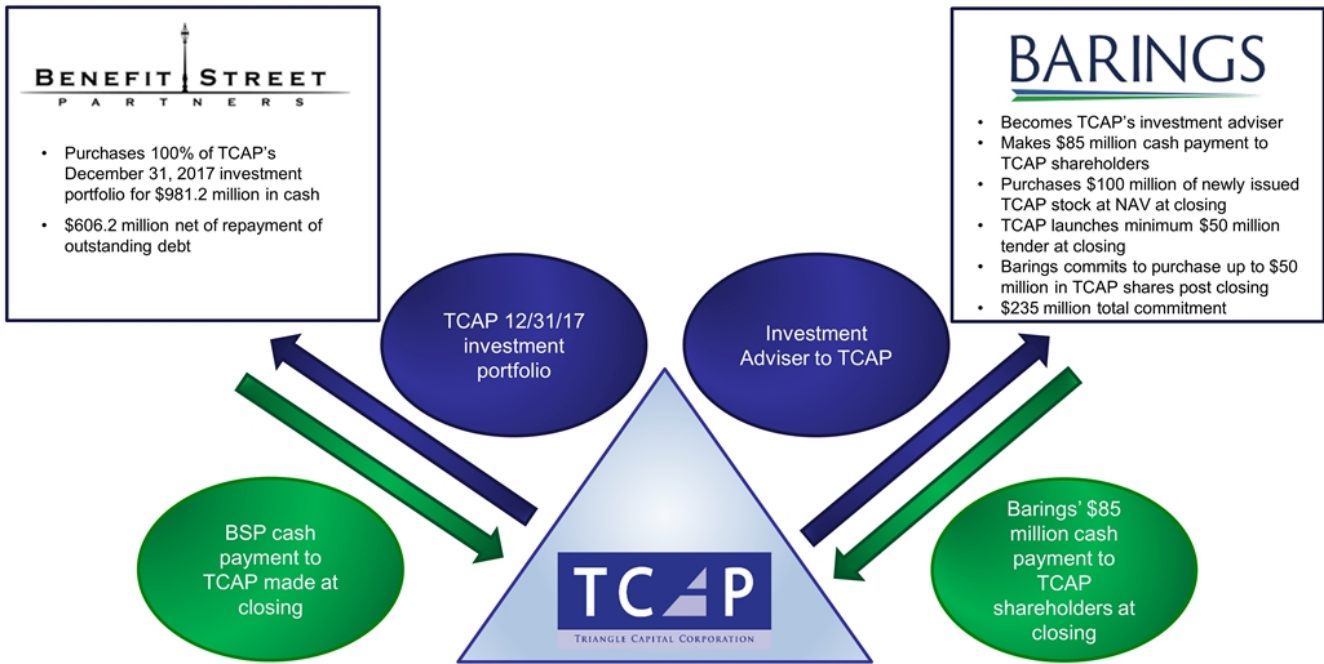 BENEFIT STREET
PARTNERS
• Purchases 100% of TCAP’s
December 31, 2017 investment
portfolio for $981.2 million in cash
• $606.2 million net of repayment of
outstanding debt
BARINGS
• Becomes TCAP’s investment adviser
• Makes $85 million cash payment to
TCAP shareholders
• Purchases $100 million of newly issued
TCAP stock at NAV at closing
• TCAP launches minimum $50 million
tender at closing
• Barings commits to purchase up to $50
million in TCAP shares post closing
• $235 million total commitment
TCAP 12/31/17
investment
portfolio
Investment
Adviser to TCAP
BSP cash
payment to
TCAP made at
closing
Barings’ $85
million cash
payment to
TCAP
shareholders at
closing
TCAP
TRIANGLE CAPITAL CORPORATION